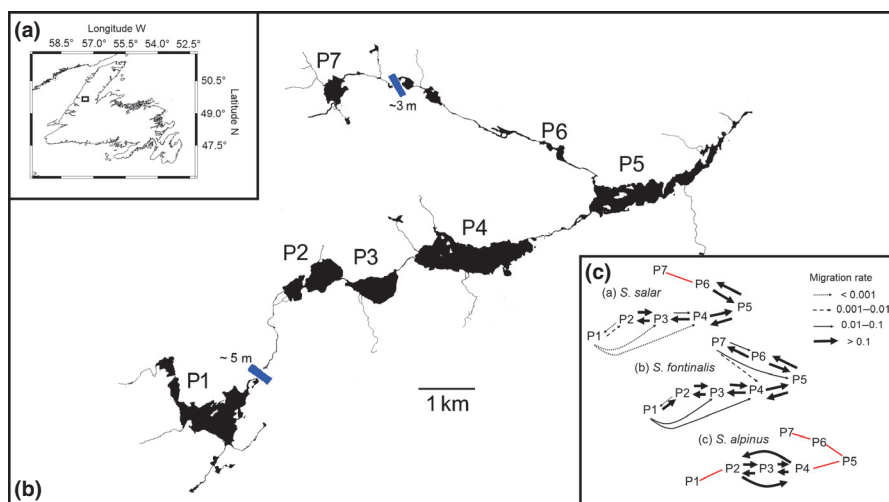 (a)
Longitude W
58.5° 57.0° 55.5° 54.0° 52.5°
50.5°
49.0°
47.5°
Latitude N
P7
~3 m
P6
P5
P4
P2
P3
~ 5 m
P1
1 km
(b)
(c)
Migration rate
< 0.001
0.001–0.01
0.01–0.1
> 0.1
P7
P6
(a) S. salar
P5
P2 P3 P4
P1
P7
P6
(b) S. fontinalis
P5
P2 P3 P4
P1
(c) S. alpinus
P7
P6
P5
P2 P3 P4
P1